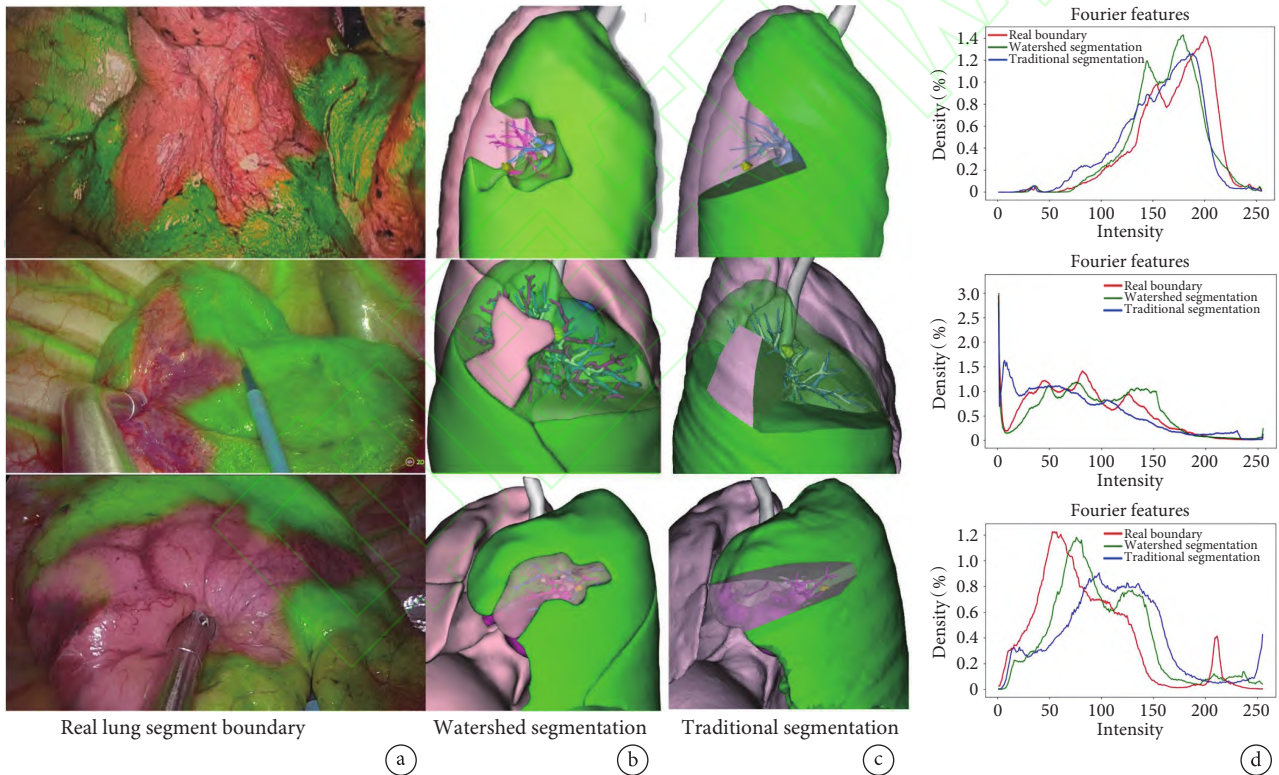 Fourier features
1.4
1.2
1.0
0.8
0.6
0.4
0.2
0
Density (%)
Real boundary
Watershed segmentation
Traditional segmentation
0 50 100 150 200 250
Intensity
Fourier features
3.0
2.5
2.0
1.5
1.0
0.5
0
Density (%)
Real boundary
Watershed segmentation
Traditional segmentation
0 50 100 150 200 250
Intensity
Fourier features
1.2
1.0
0.8
0.6
0.4
0.2
0
Density (%)
Real boundary
Watershed segmentation
Traditional segmentation
0 50 100 150 200 250
Intensity
Real lung segment boundary
a
Watershed segmentation
b
Traditional segmentation
c
d